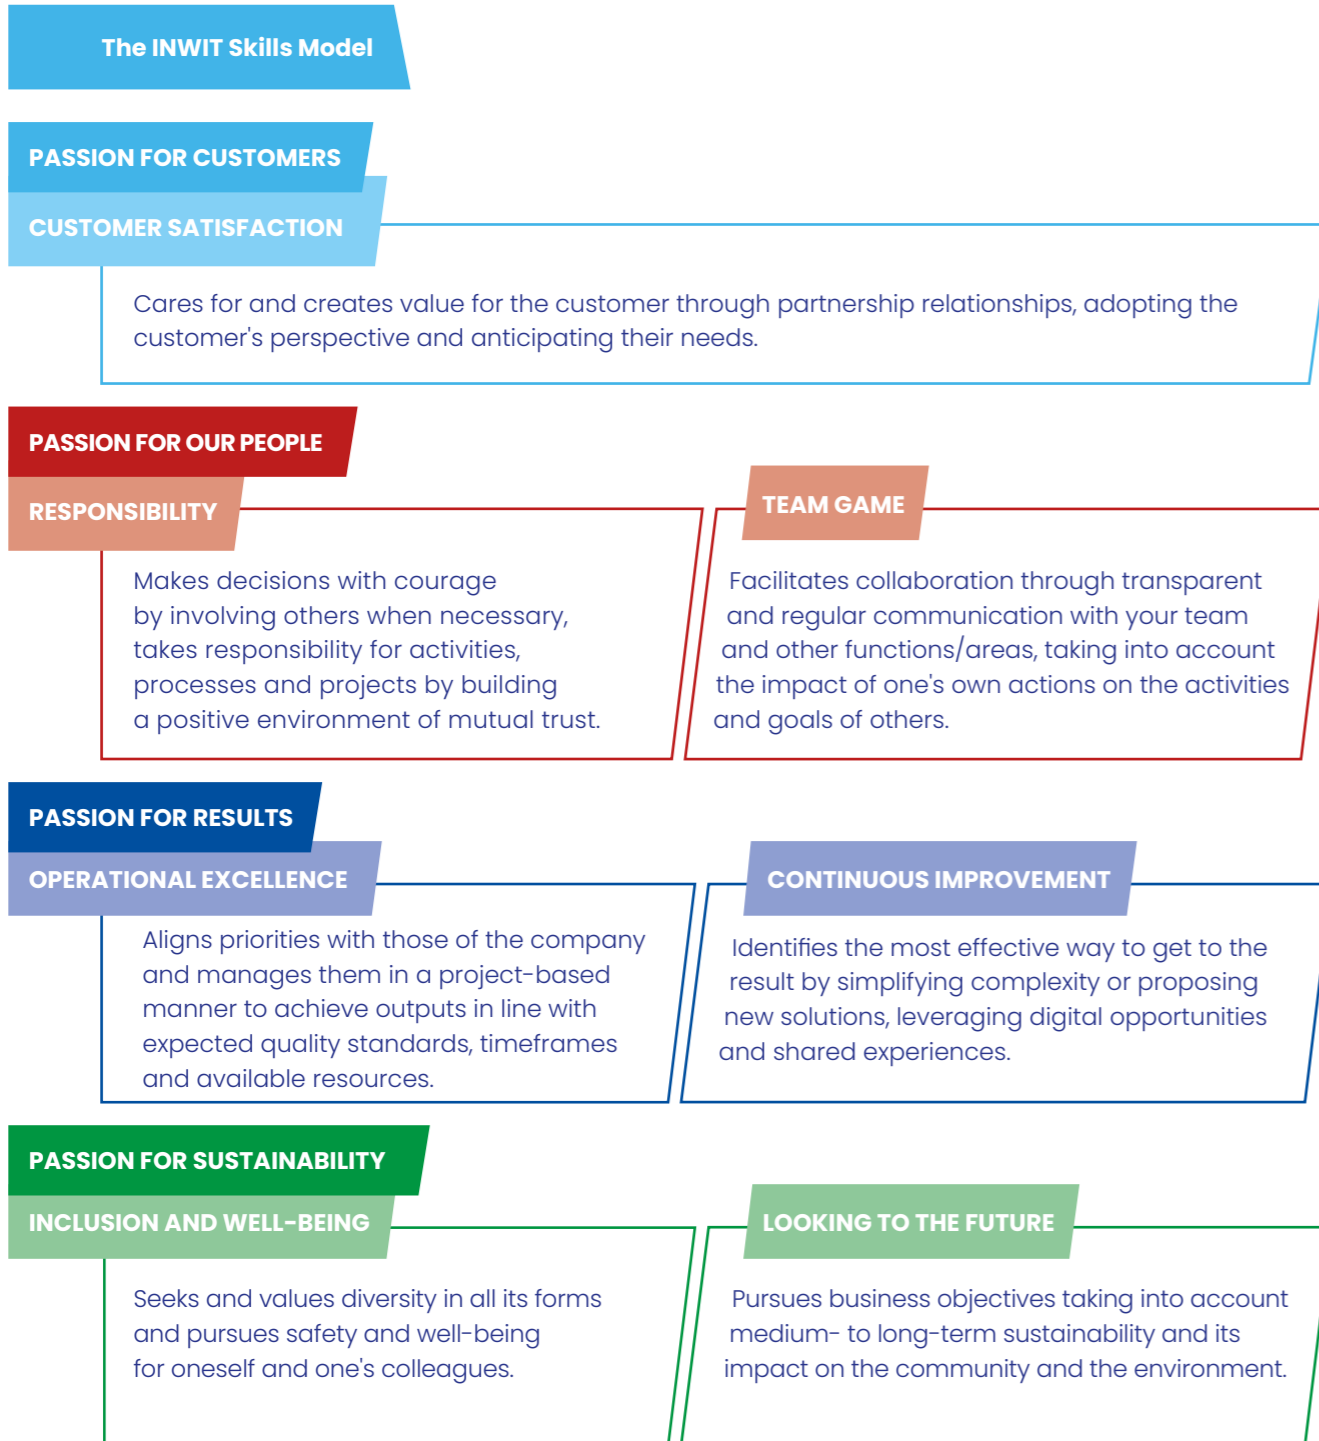 The INWIT Skills Model
PASSION FOR CUSTOMERS
CUSTOMER SATISFACTION
Cares for and creates value for the customer through partnership relationships, adopting the
customer's perspective and anticipating their needs.
PASSION FOR OUR PEOPLE
RESPONSIBILITY
Makes decisions with courage
by involving others when necessary,
takes responsibility for activities,
processes and projects by building
a positive environment of mutual trust.
TEAM GAME
Facilitates collaboration through transparent
and regular communication with your team
and other functions/areas, taking into account
the impact of one's own actions on the activities
and goals of others.
PASSION FOR RESULTS
OPERATIONAL EXCELLENCE
Aligns priorities with those of the company
and manages them in a project-based
manner to achieve outputs in line with
expected quality standards, timeframes
and available resources.
CONTINUOUS IMPROVEMENT
Identifies the most effective way to get to the
result by simplifying complexity or proposing
new solutions, leveraging digital opportunities
and shared experiences.
PASSION FOR SUSTAINABILITY
INCLUSION AND WELL-BEING
Seeks and values diversity in all its forms
and pursues safety and well-being
for oneself and one's colleagues.
LOOKING TO THE FUTURE
Pursues business objectives taking into account
medium- to long-term sustainability and its
impact on the community and the environment.